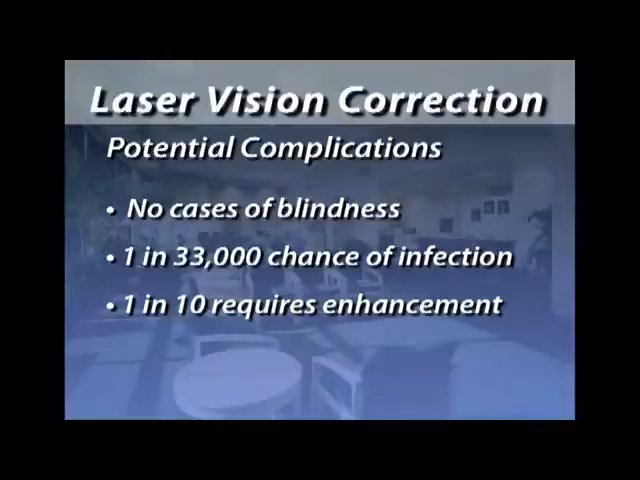 Laser Vision Correction
Potential Complications
• No cases of blindness
• 1 in 33,000 chance of infection
• 1 in 10 requires enhancement